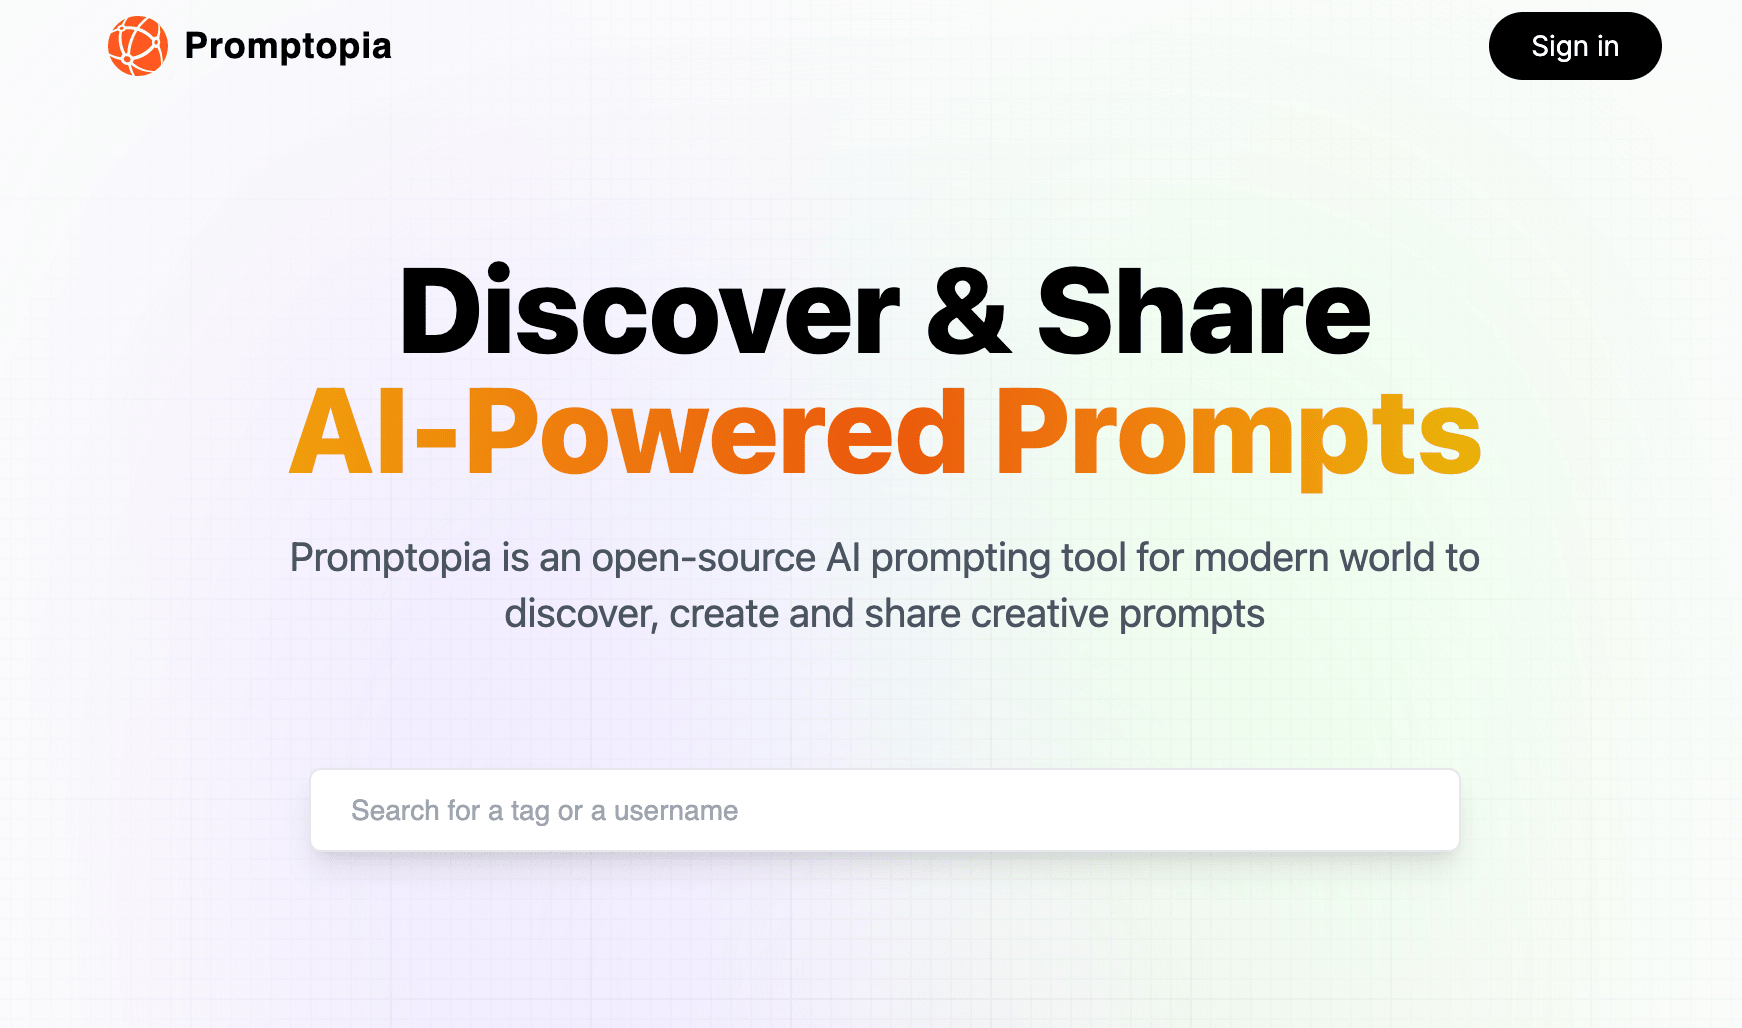 Promptopia
Sign in
Discover & Share
AI-Powered Prompts
Promptopia is an open-source AI prompting tool for modern world to
discover, create and share creative prompts
Search for a tag or a username